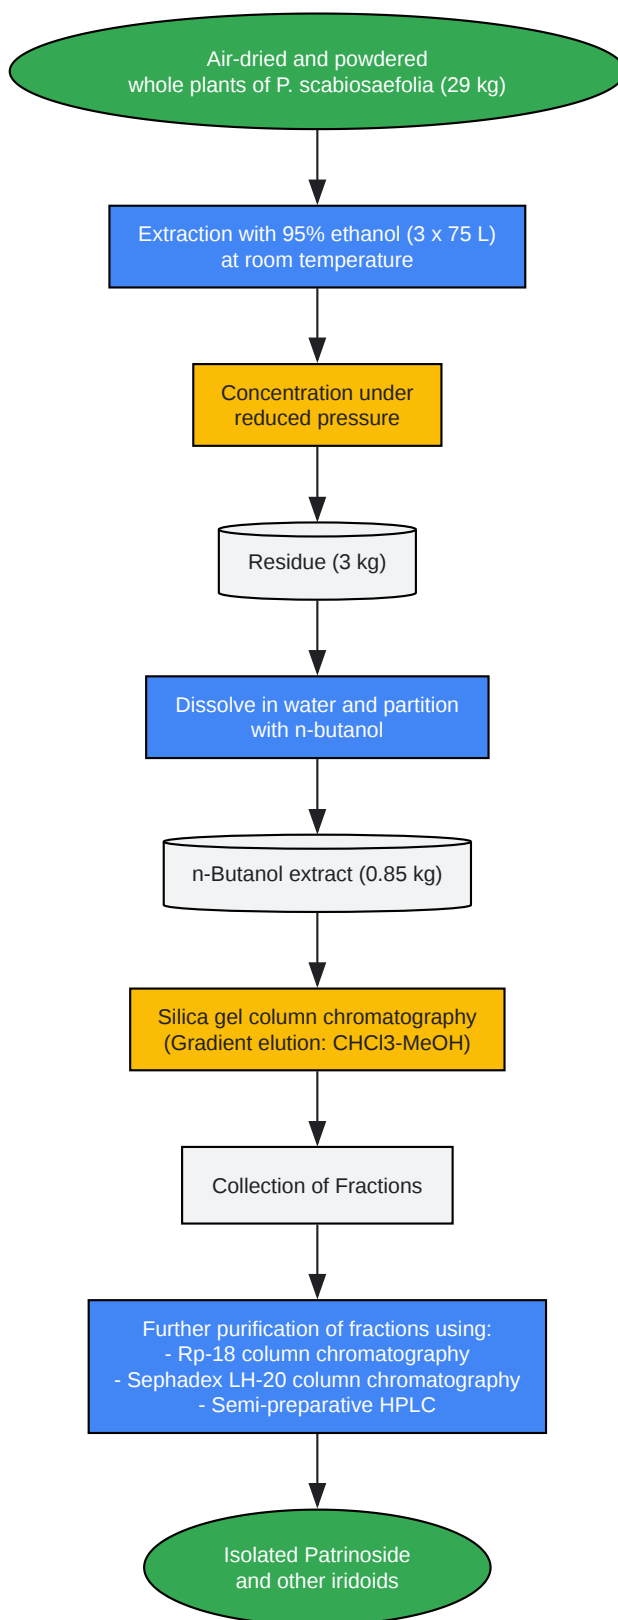 Air-dried and powdered
whole plants of P. scabiosaefolia (29 kg)
Extraction with 95% ethanol (3 x 75 L)
at room temperature
Concentration under
reduced pressure
Residue (3 kg)
Dissolve in water and partition
with n-butanol
n-Butanol extract (0.85 kg)
Silica gel column chromatography
(Gradient elution: CHCl3-MeOH)
Collection of Fractions
Further purification of fractions using:
- Rp-18 column chromatography
- Sephadex LH-20 column chromatography
- Semi-preparative HPLC
Isolated Patrinoside
and other iridoids